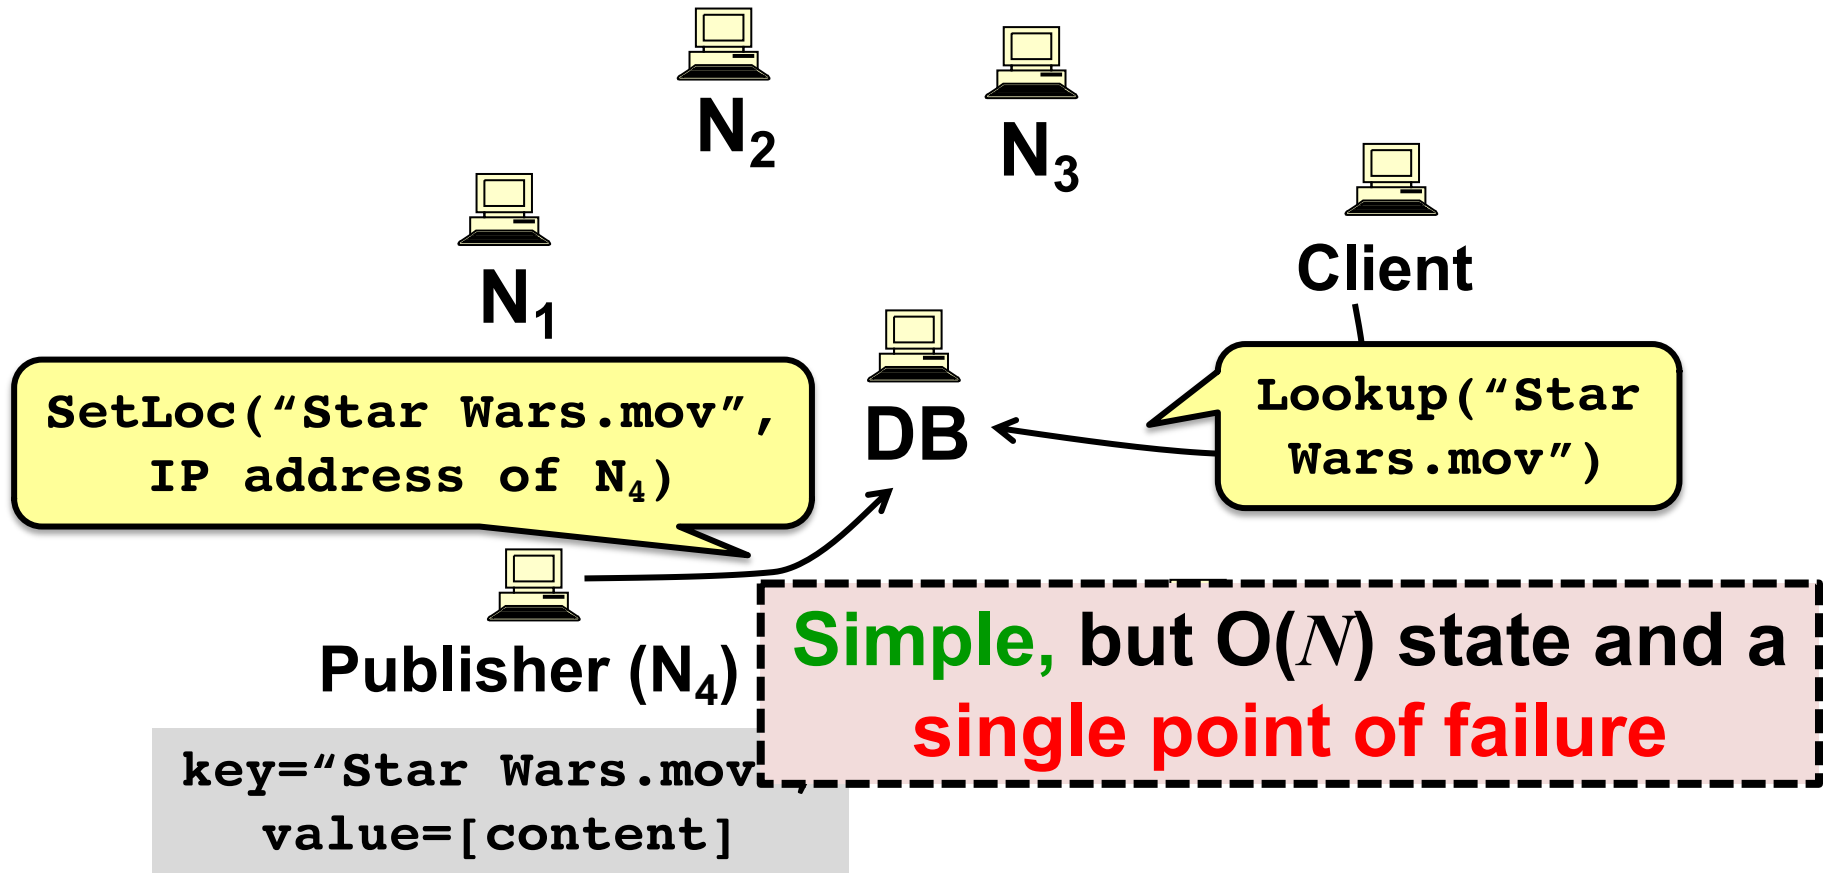 N₂
N₃
N₁
Client
SetLoc(“Star Wars.mov”,
IP address of N₄)
DB
Lookup(“Star
Wars.mov”)
Publisher (N₄)
Simple, but O(N) state and a
single point of failure
key=“Star Wars.mov
value=[content]